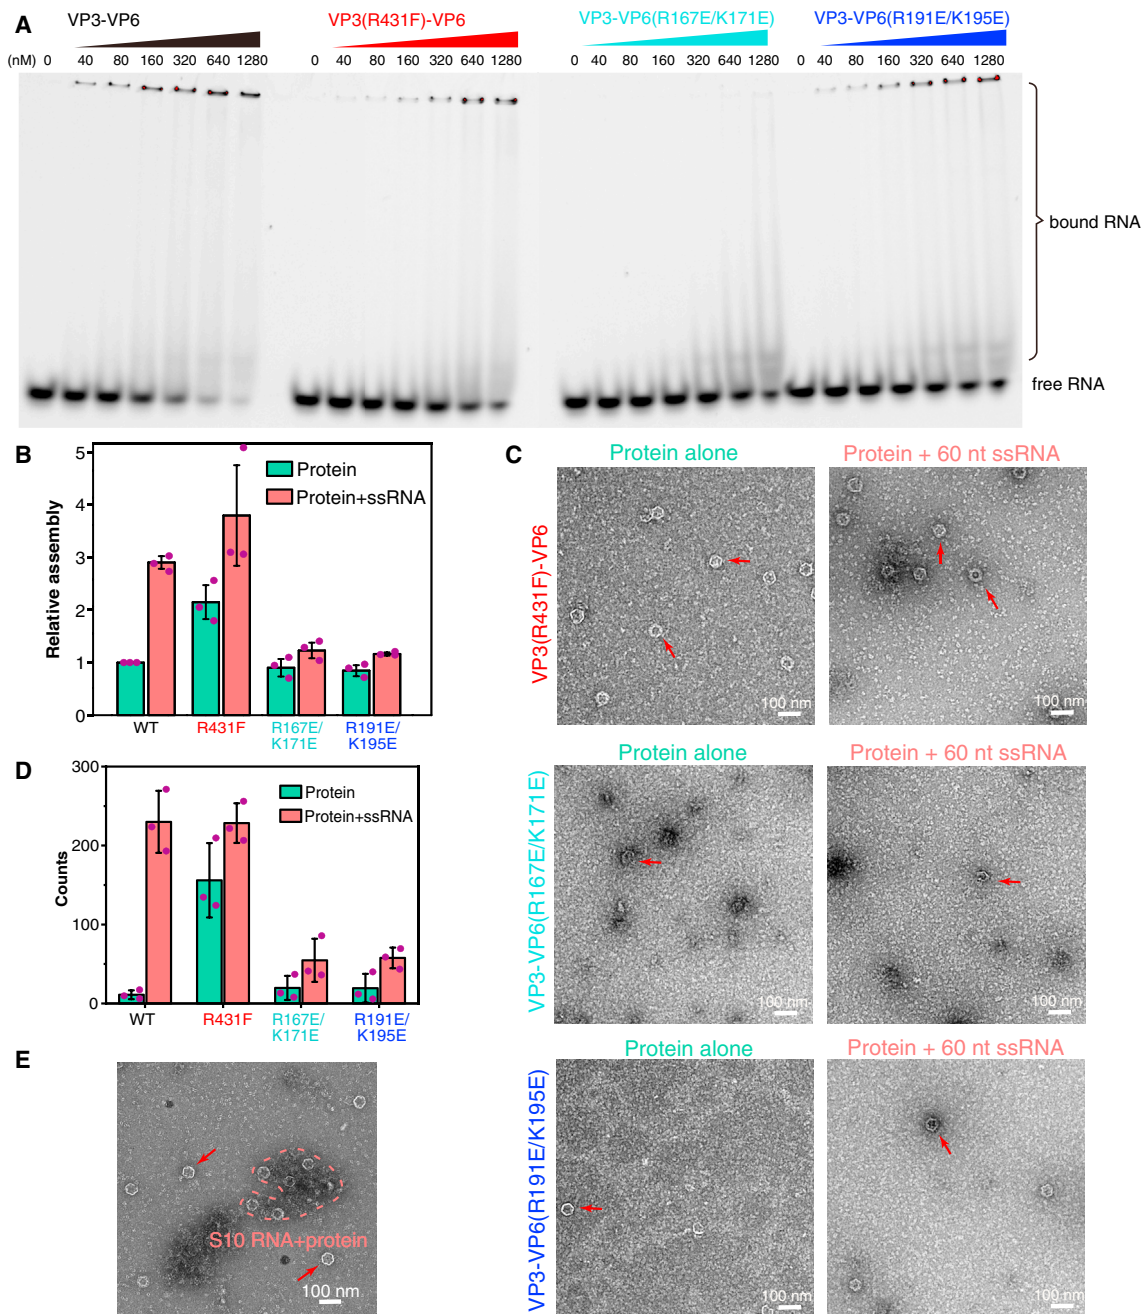 A
VP3-VP6
VP3(R431F)-VP6
VP3-VP6(R167E/K171E)
VP3-VP6(R191E/K195E)
(nM) 0 40 80 160 320 640 1280
0 40 80 160 320 640 1280
0 40 80 160 320 640 1280
0 40 80 160 320 640 1280
bound RNA
free RNA
B
5
4
3
2
1
0
Relative assembly
Protein
Protein+ssRNA
WT
R431F
R167E/
K171E
R191E/
K195E
C
Protein alone
Protein + 60 nt ssRNA
VP3(R431F)-VP6
100 nm
100 nm
Protein alone
Protein + 60 nt ssRNA
VP3-VP6(R167E/K171E)
100 nm
100 nm
Protein alone
Protein + 60 nt ssRNA
VP3-VP6(R191E/K195E)
100 nm
100 nm
D
300
200
100
0
Counts
Protein
Protein+ssRNA
WT
R431F
R167E/
K171E
R191E/
K195E
E
S10 RNA+protein
100 nm